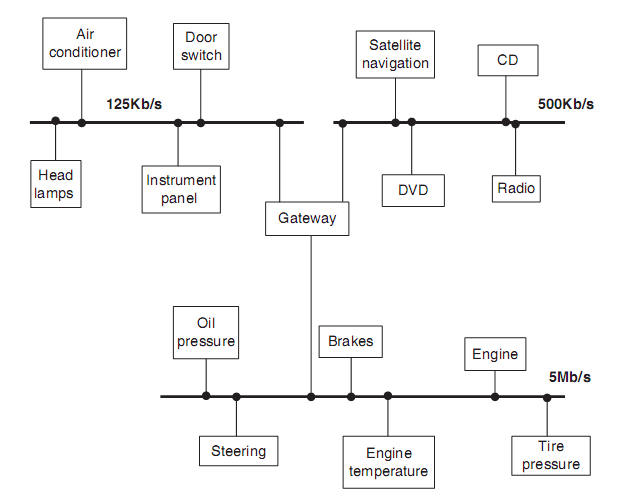 Air
conditioner
Door
switch
Satellite
navigation
CD
125Kb/s
500Kb/s
Head
lamps
Instrument
panel
DVD
Radio
Gateway
Oil
pressure
Brakes
Engine
5Mb/s
Steering
Engine
temperature
Tire
pressure